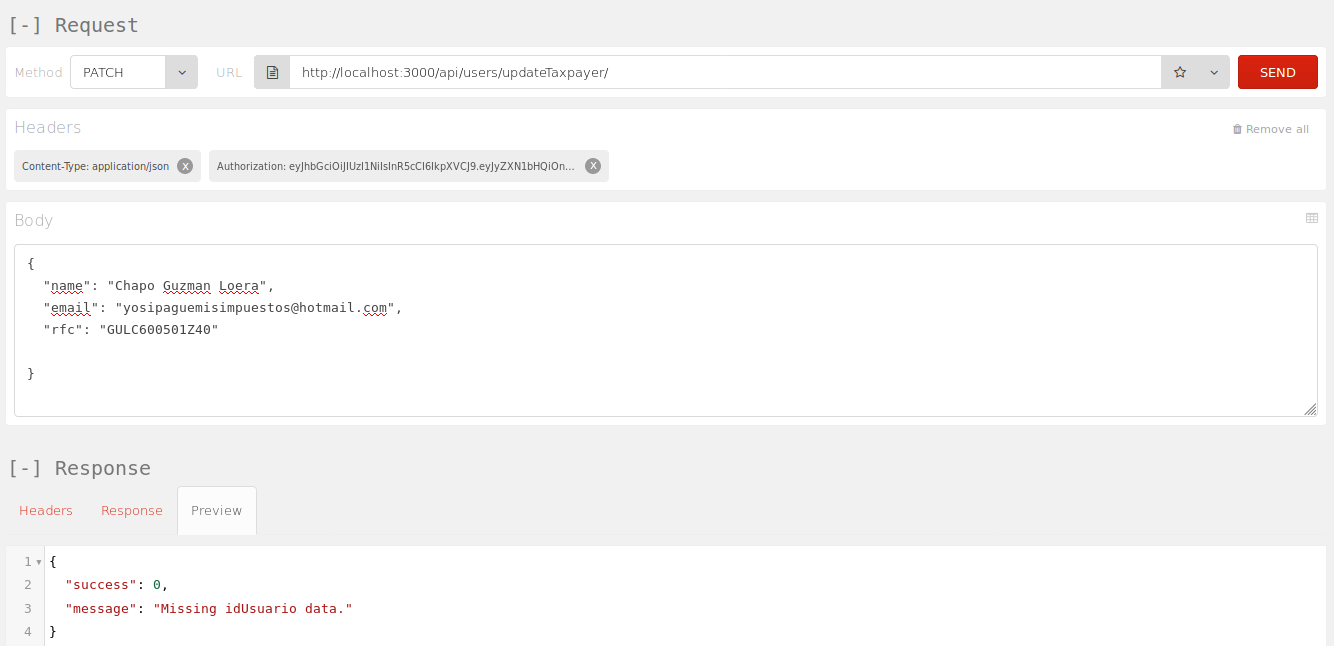 [-] Request
Method PATCH URL http://localhost:3000/api/users/updateTaxpayer/ SEND
Headers Remove all
Content-Type: application/json x Authorization: eyJhbGciOiJIUzI1NiIsInR5cCI6IkpXVCJ9.eyJyZXN1bHQiOn... x
Body
{
"name": "Chapo Guzman Loera",
"email": "yosipaguemisimpuestos@hotmail.com",
"rfc": "GULC600501Z40"
}
[-] Response
Headers Response Preview
1 {
2 "success": 0,
3 "message": "Missing idUsuario data."
4 }